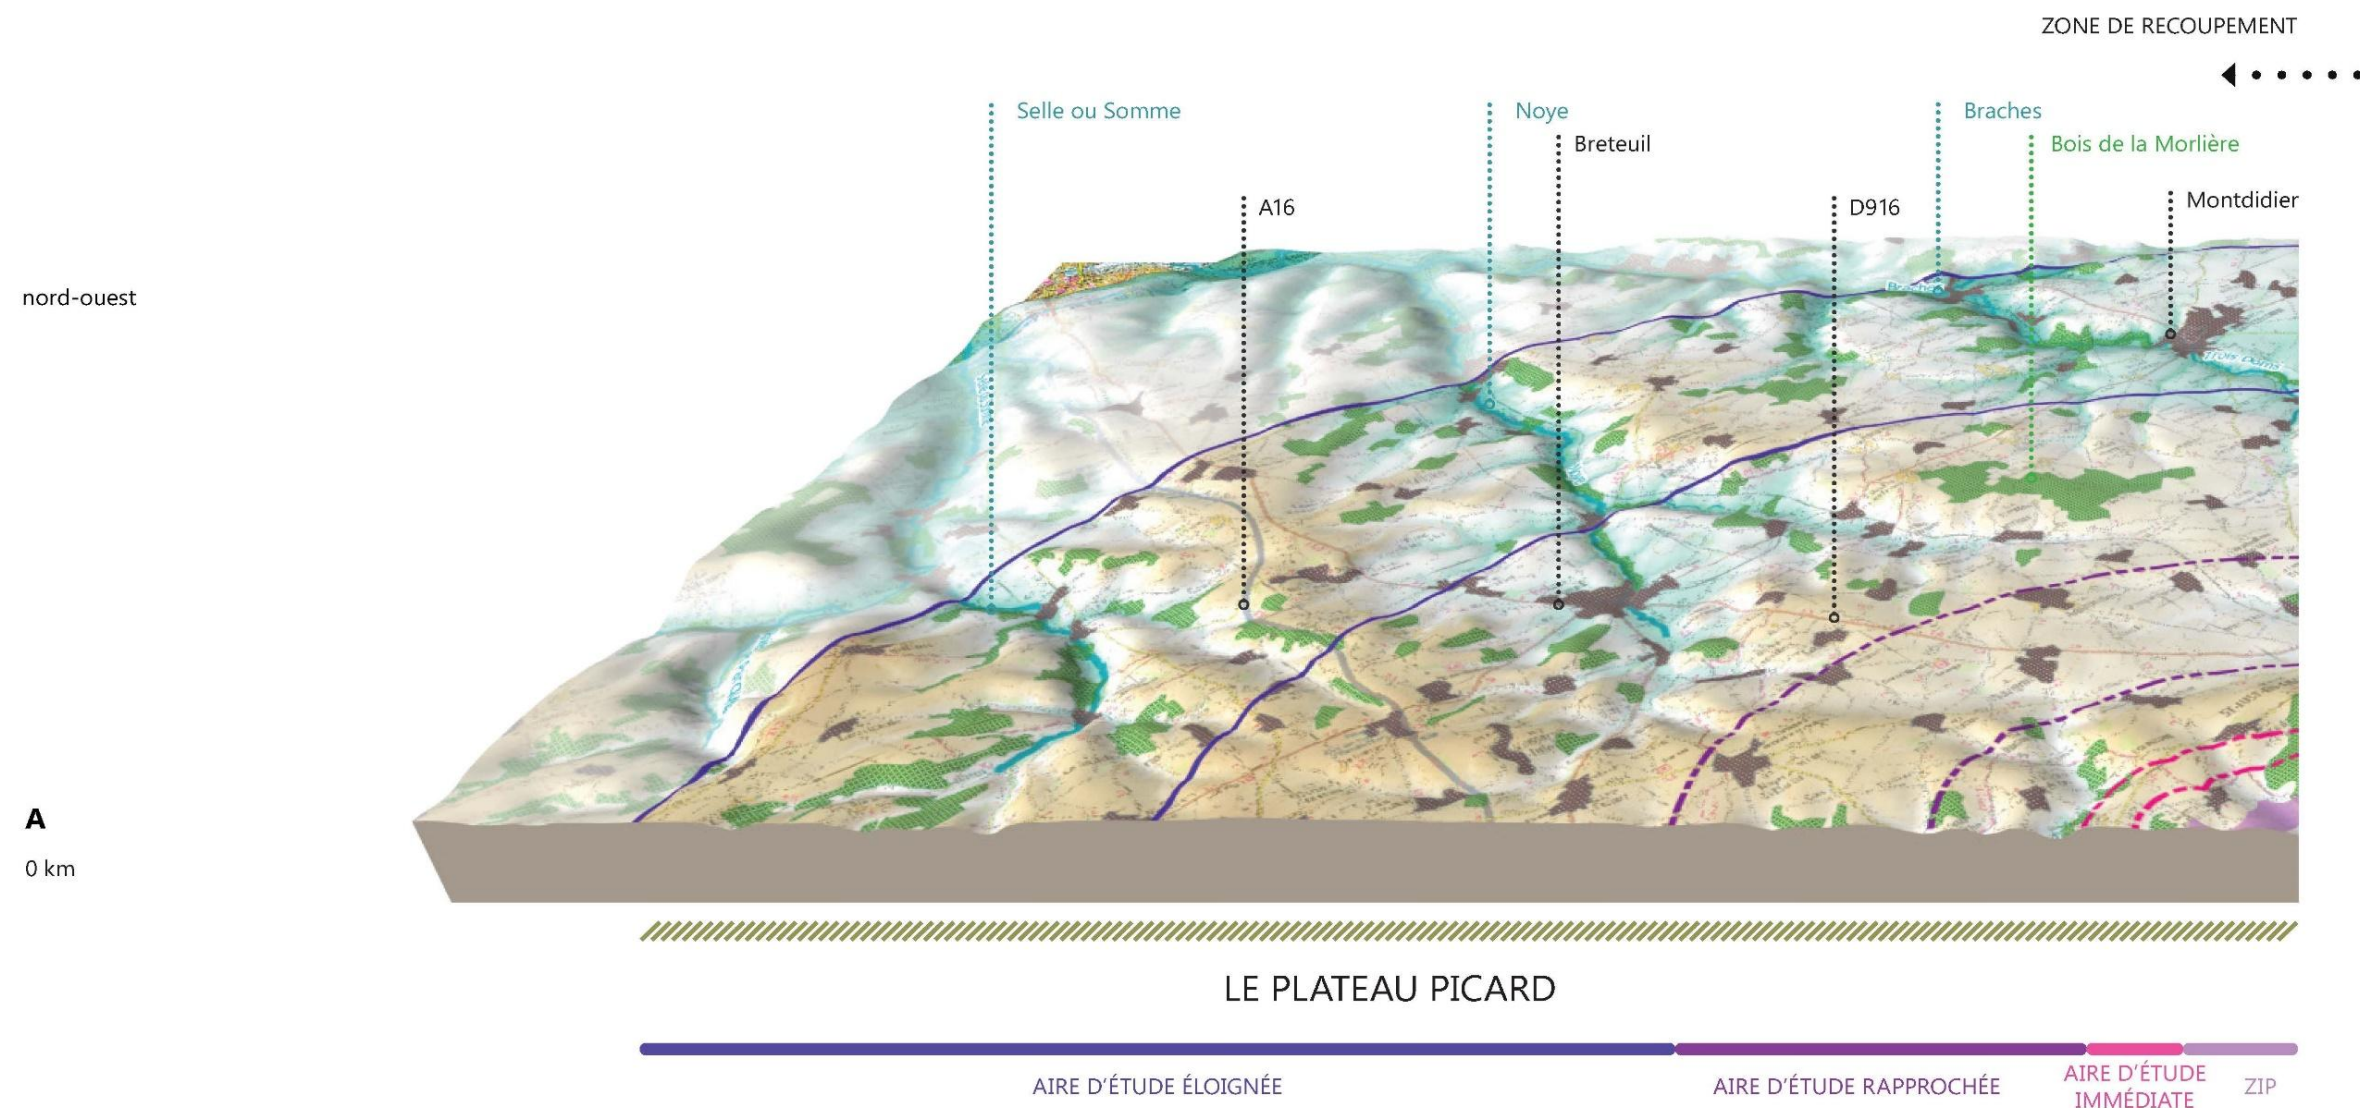 ZONE DE RECOUPEMENT
Selle ou Somme
Noye
Braches
Breteuil
Bois de la Morlière
Montdidier
A16
D916
nord-ouest
A
0 km
LE PLATEAU PICARD
AIRE D'ÉTUDE ÉLOIGNÉE
AIRE D'ÉTUDE RAPPROCHÉE
AIRE D'ÉTUDE
IMMÉDIATE
ZIP